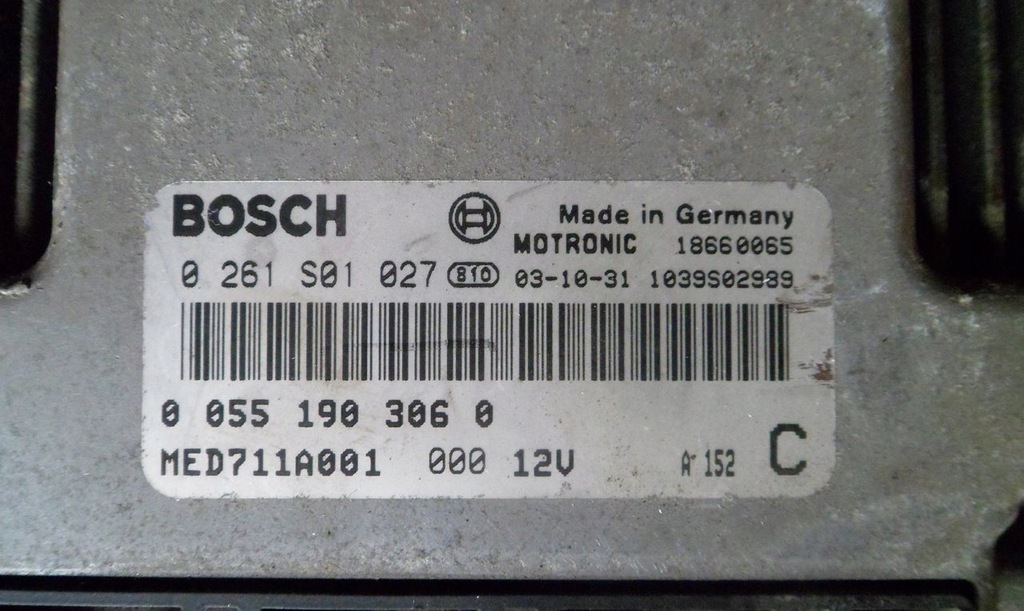 BOSCH
Made in Germany
MOTRONIC 18660065
0 261 S01 027 810 03-10-31 1039S02989
0 055 190 306 0
MED711A001 000 12V A 152 C